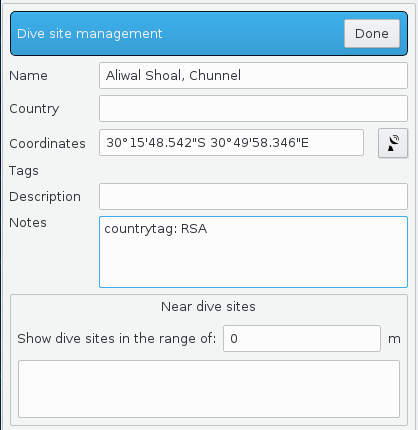 Dive site management Done
Name Aliwal Shoal, Chunnel
Country
Coordinates 30°15'48.542"S 30°49'58.346"E
Tags
Description
Notes countrytag: RSA
Near dive sites
Show dive sites in the range of: 0 m